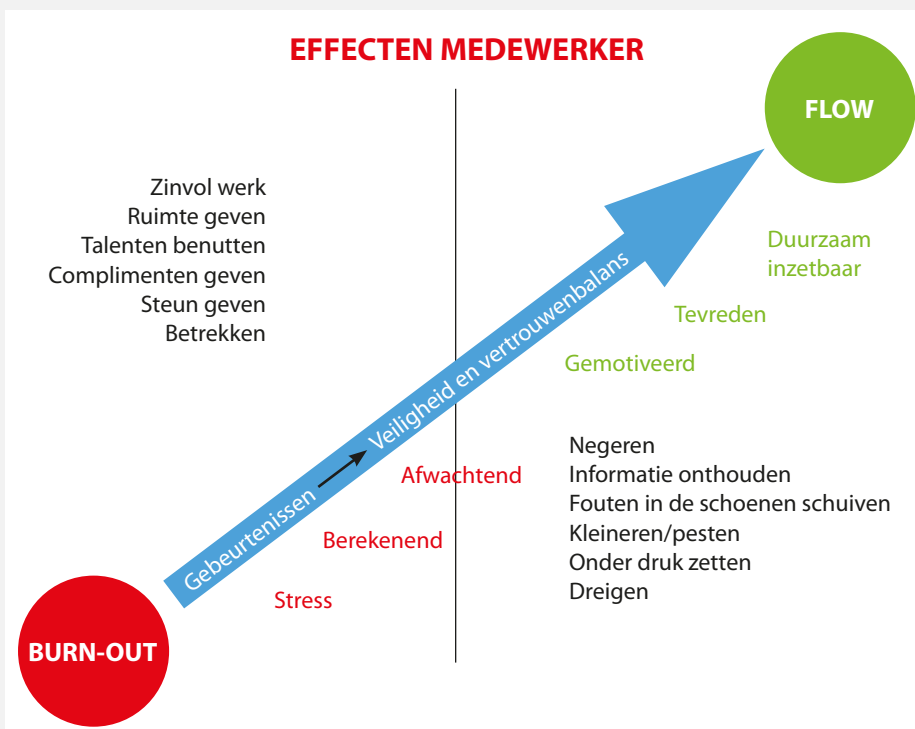 EFFECTEN MEDEWERKER
FLOW
Zinvol werk
Ruimte geven
Talenten benutten
Complimenten geven
Steun geven
Betrekken
Duurzaam
inzetbaar
Tevreden
Gemotiveerd
Gebeurtenissen → Veiligheid en vertrouwenbalans
Afwachtend
Berekenend
Stress
Negeren
Informatie onthouden
Fouten in de schoenen schuiven
Kleineren/pesten
Onder druk zetten
Dreigen
BURN-OUT